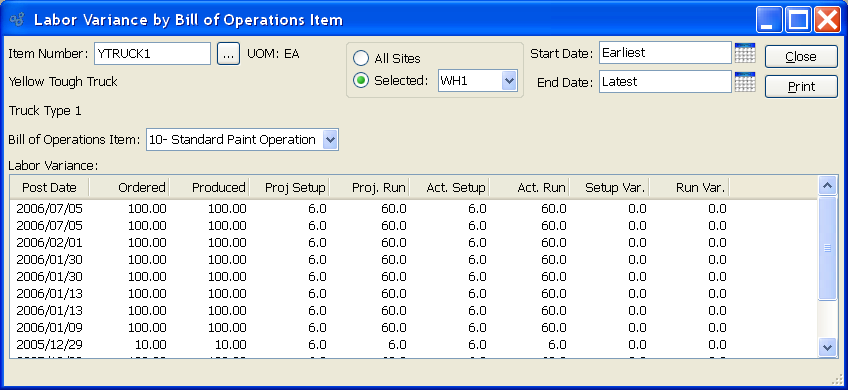 Labor Variance by Bill of Operations Item
Item Number: YTRUCK1 ... UOM: EA
All Sites
Selected: WH1
Start Date: Earliest
End Date: Latest
Close
Print
Yellow Tough Truck
Truck Type 1
Bill of Operations Item: 10- Standard Paint Operation
Labor Variance:
Post Date Ordered Produced Proj Setup Proj. Run Act. Setup Act. Run Setup Var. Run Var.
2006/07/05 100.00 100.00 6.0 60.0 6.0 60.0 0.0 0.0
2006/07/05 100.00 100.00 6.0 60.0 6.0 60.0 0.0 0.0
2006/02/01 100.00 100.00 6.0 60.0 6.0 60.0 0.0 0.0
2006/01/30 100.00 100.00 6.0 60.0 6.0 60.0 0.0 0.0
2006/01/30 100.00 100.00 6.0 60.0 6.0 60.0 0.0 0.0
2006/01/13 100.00 100.00 6.0 60.0 6.0 60.0 0.0 0.0
2006/01/13 100.00 100.00 6.0 60.0 6.0 60.0 0.0 0.0
2006/01/09 100.00 100.00 6.0 60.0 6.0 60.0 0.0 0.0
2005/12/29 10.00 10.00 6.0 6.0 6.0 6.0 0.0 0.0